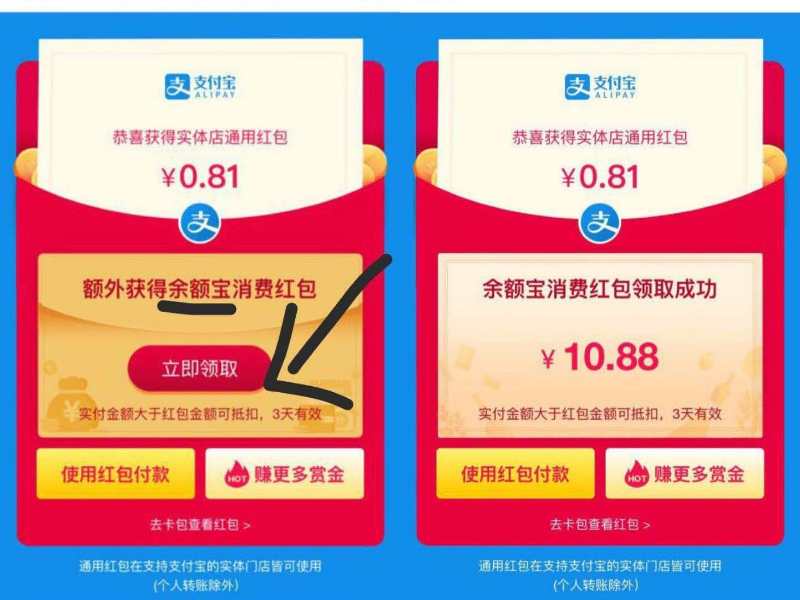 支付宝
ALIPAY
恭喜获得实体店通用红包
¥0.81
支
额外获得余额宝消费红包
立即领取
¥
实付金额大于红包金额可抵扣，3天有效
使用红包付款
HOT 赚更多赏金
去卡包查看红包 >
通用红包在支持支付宝的实体门店皆可使用
(个人转账除外)
支付宝
ALIPAY
恭喜获得实体店通用红包
¥0.81
支
余额宝消费红包领取成功
¥ 10.88
实付金额大于红包金额可抵扣，3天有效
使用红包付款
HOT 赚更多赏金
去卡包查看红包 >
通用红包在支持支付宝的实体门店皆可使用
(个人转账除外)